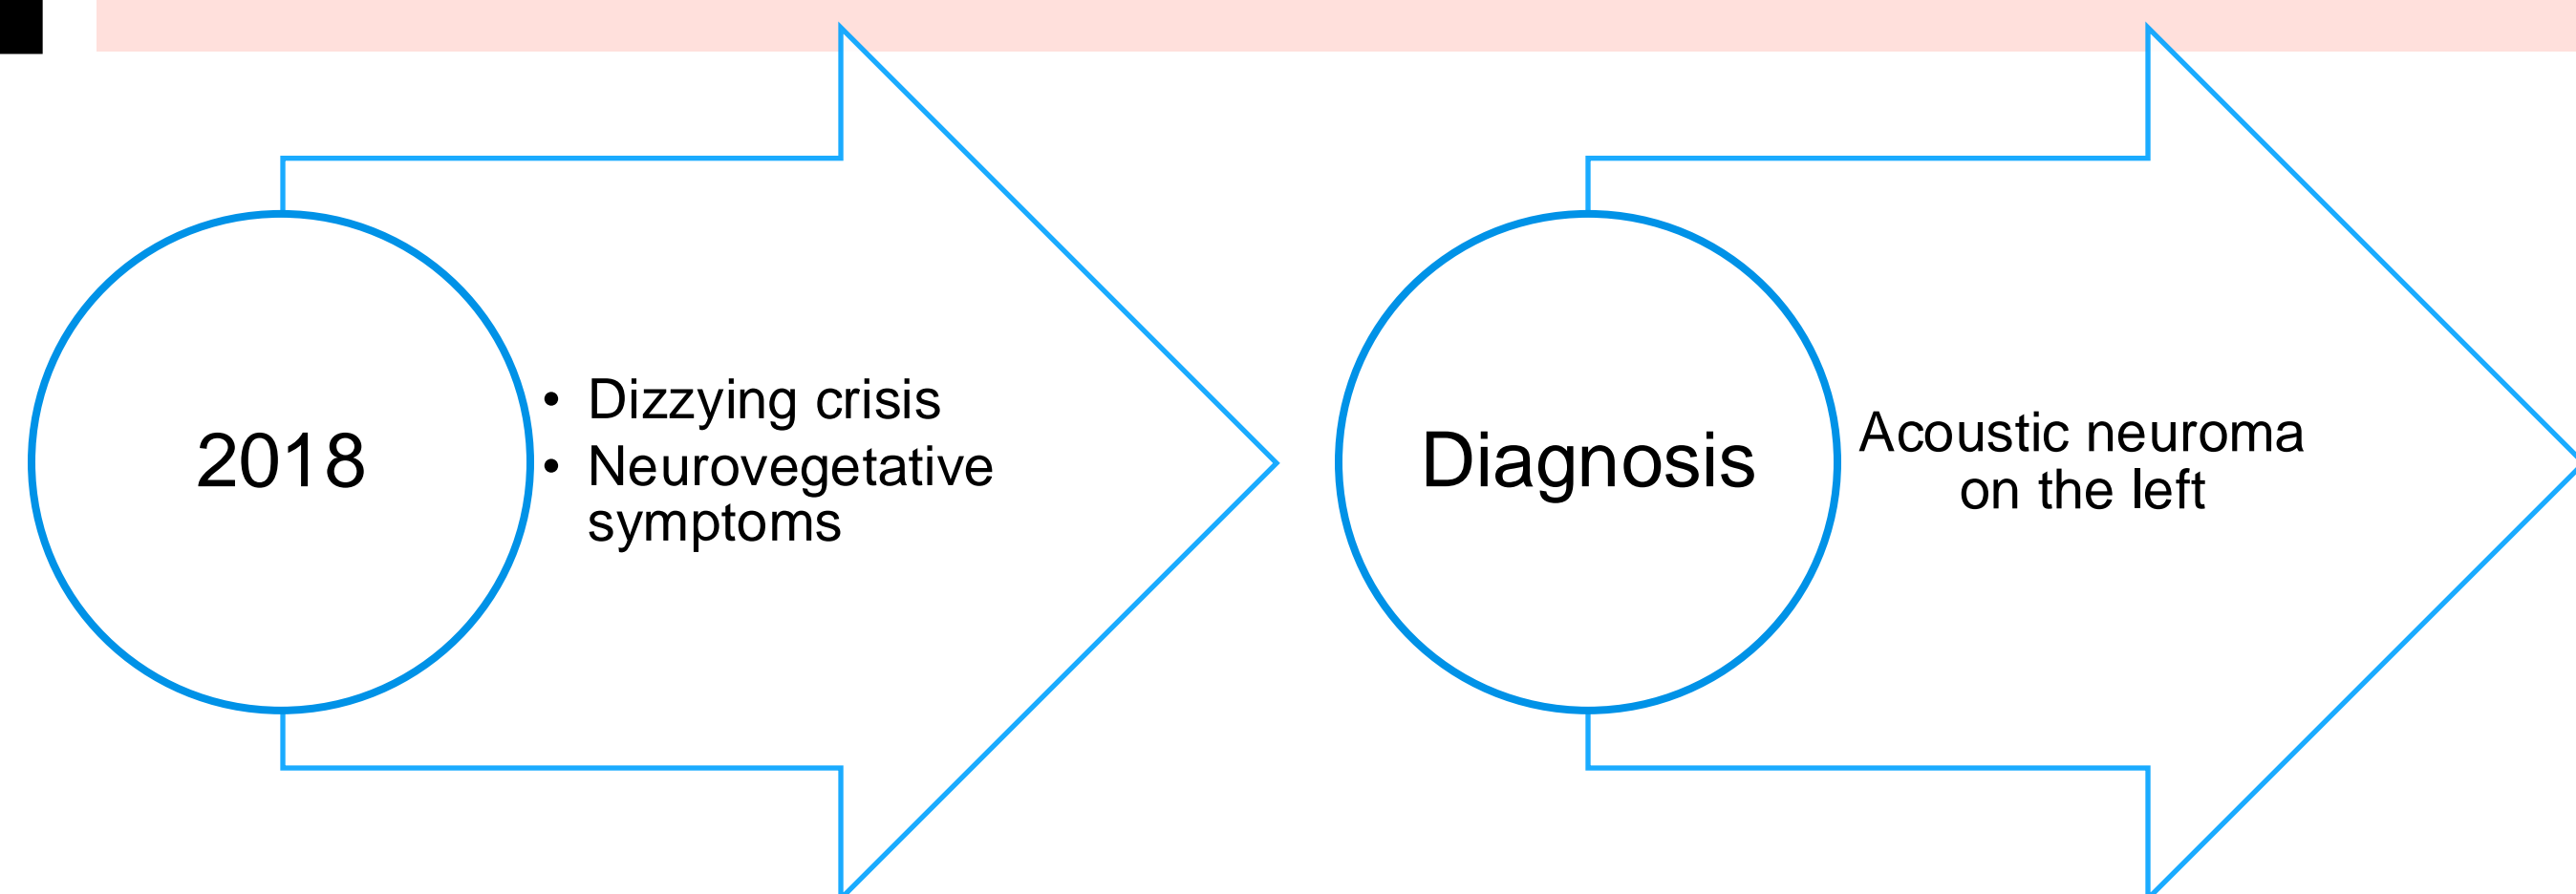 2018
• Dizzying crisis
• Neurovegetative
symptoms
Diagnosis
Acoustic neuroma
on the left